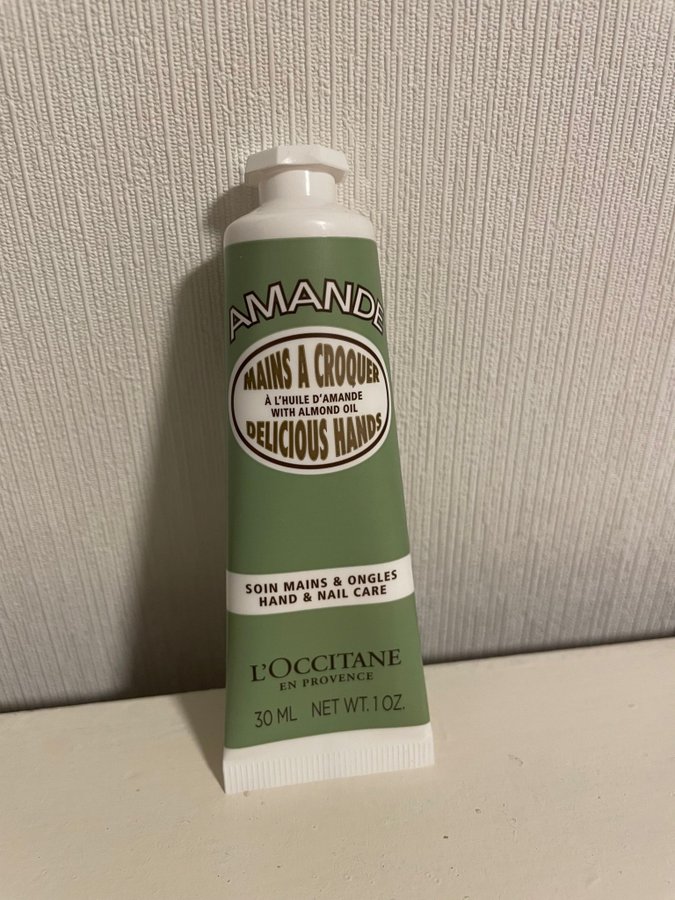 AMANDE
MAINS A CROQUER
À L'HUILE D'AMANDE
WITH ALMOND OIL
DELICIOUS HANDS
SOIN MAINS & ONGLES
HAND & NAIL CARE
L'OCCITANE
EN PROVENCE
30 ML NET WT. 1 OZ.